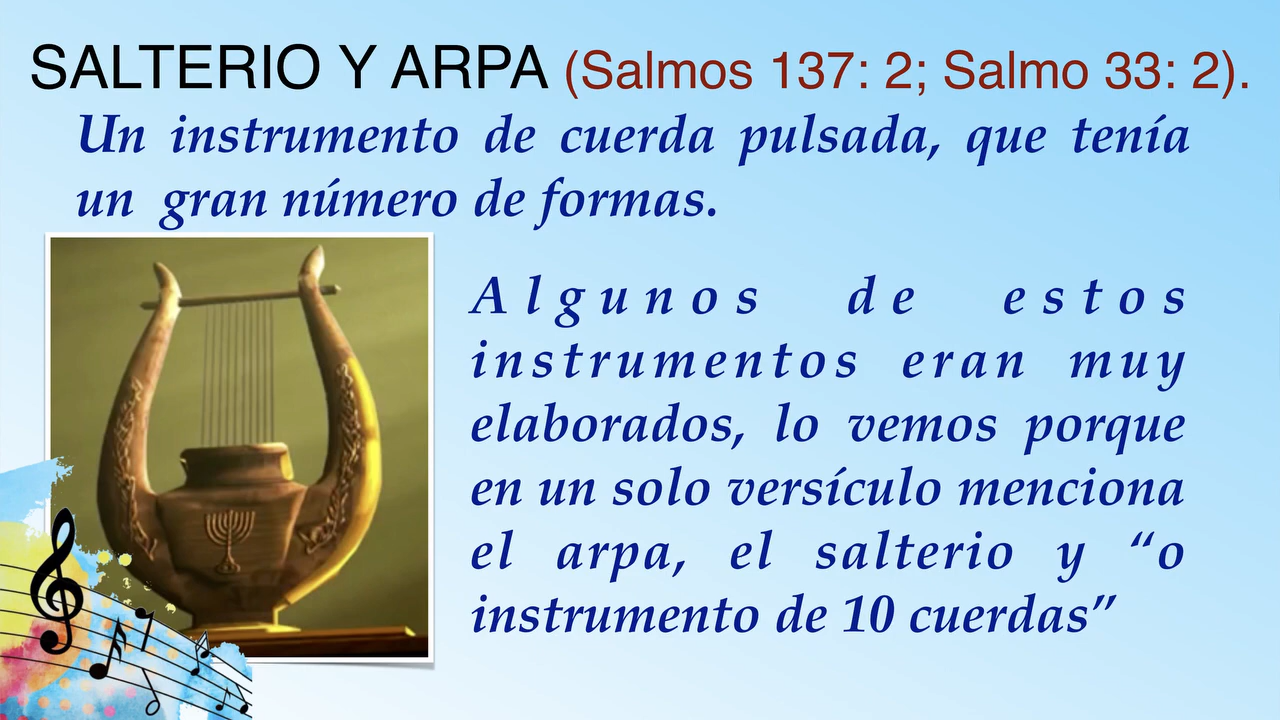 SALTERIO Y ARPA (Salmos 137: 2; Salmo 33: 2).
Un instrumento de cuerda pulsada, que tenía
un gran número de formas.
Algunos de estos
instrumentos eran muy
elaborados, lo vemos porque
en un solo versículo menciona
el arpa, el salterio y “o
instrumento de 10 cuerdas”